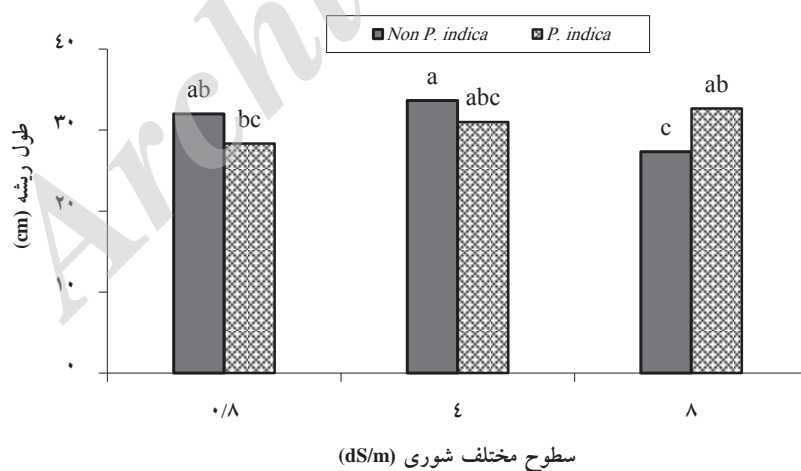 Non P. indica P. indica
۴۰
۳۰
۲۰
۱۰
۰
طول ریشه (cm)
ab
bc
a
abc
c
ab
۰/۸ ٤ ۸
سطوح مختلف شوری (dS/m)